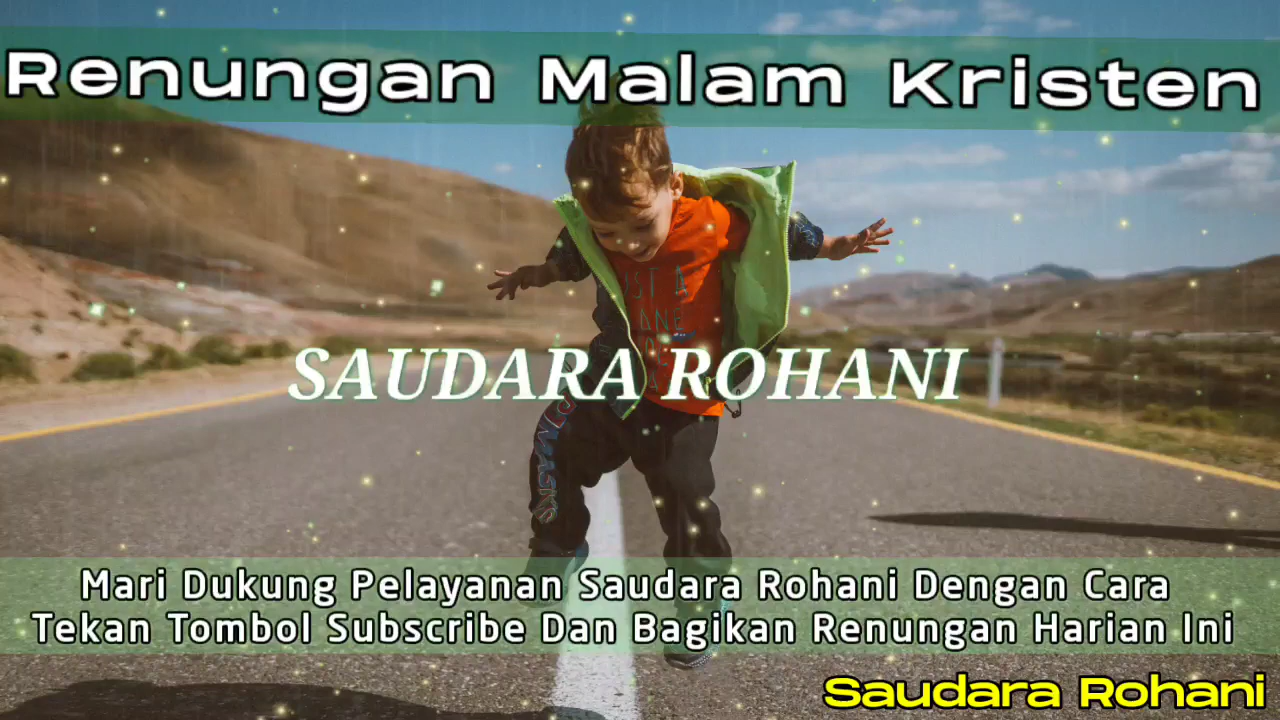 Renungan Malam Kristen
SAUDARA ROHANI
Mari Dukung Pelayanan Saudara Rohani Dengan Cara
Tekan Tombol Subscribe Dan Bagikan Renungan Harian Ini
Saudara Rohani